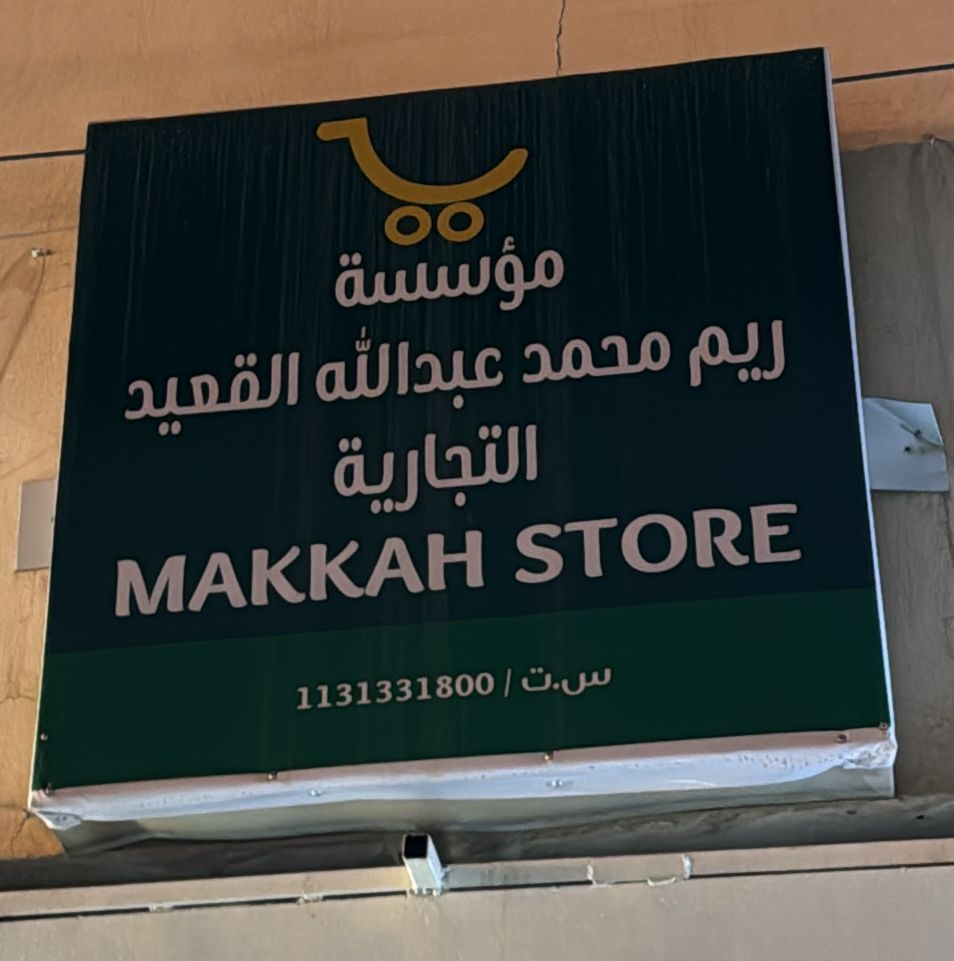 مؤسسة
ريم محمد عبدالله القعيد
التجارية
MAKKAH STORE
س.ت / 1131331800